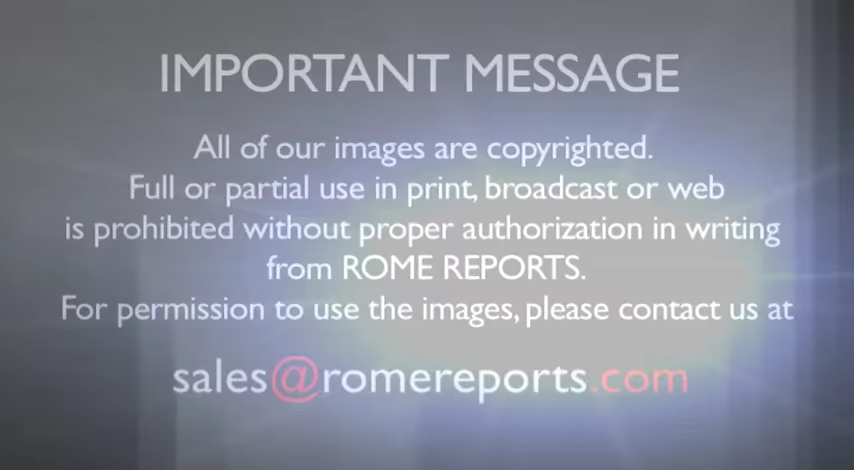 IMPORTANT MESSAGE
All of our images are copyrighted.
Full or partial use in print, broadcast or web
is prohibited without proper authorization in writing
from ROME REPORTS.
For permission to use the images, please contact us at
sales@romereports.com